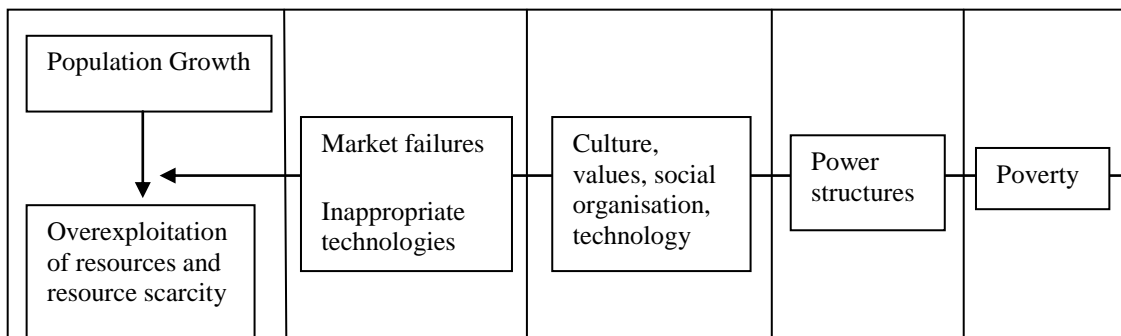 Population Growth
Overexploitation
of resources and
resource scarcity
Market failures
Inappropriate
technologies
Culture,
values, social
organisation,
technology
Power
structures
Poverty